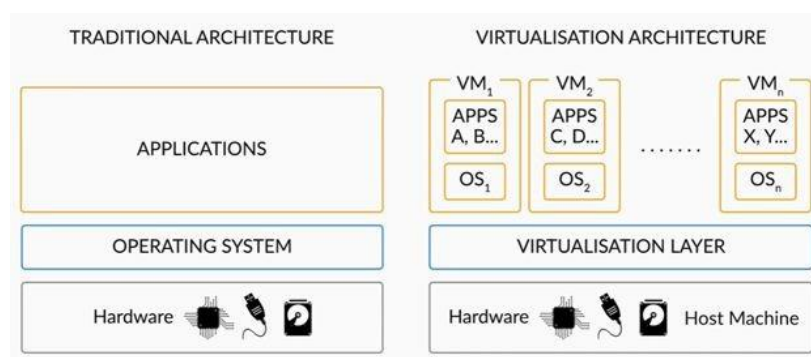 TRADITIONAL ARCHITECTURE
APPLICATIONS
OPERATING SYSTEM
Hardware
VIRTUALISATION ARCHITECTURE
VM1
APPS
A, B...
OS1
VM2
APPS
C, D...
OS2
.......
VMn
APPS
X, Y...
OSn
VIRTUALISATION LAYER
Hardware Host Machine